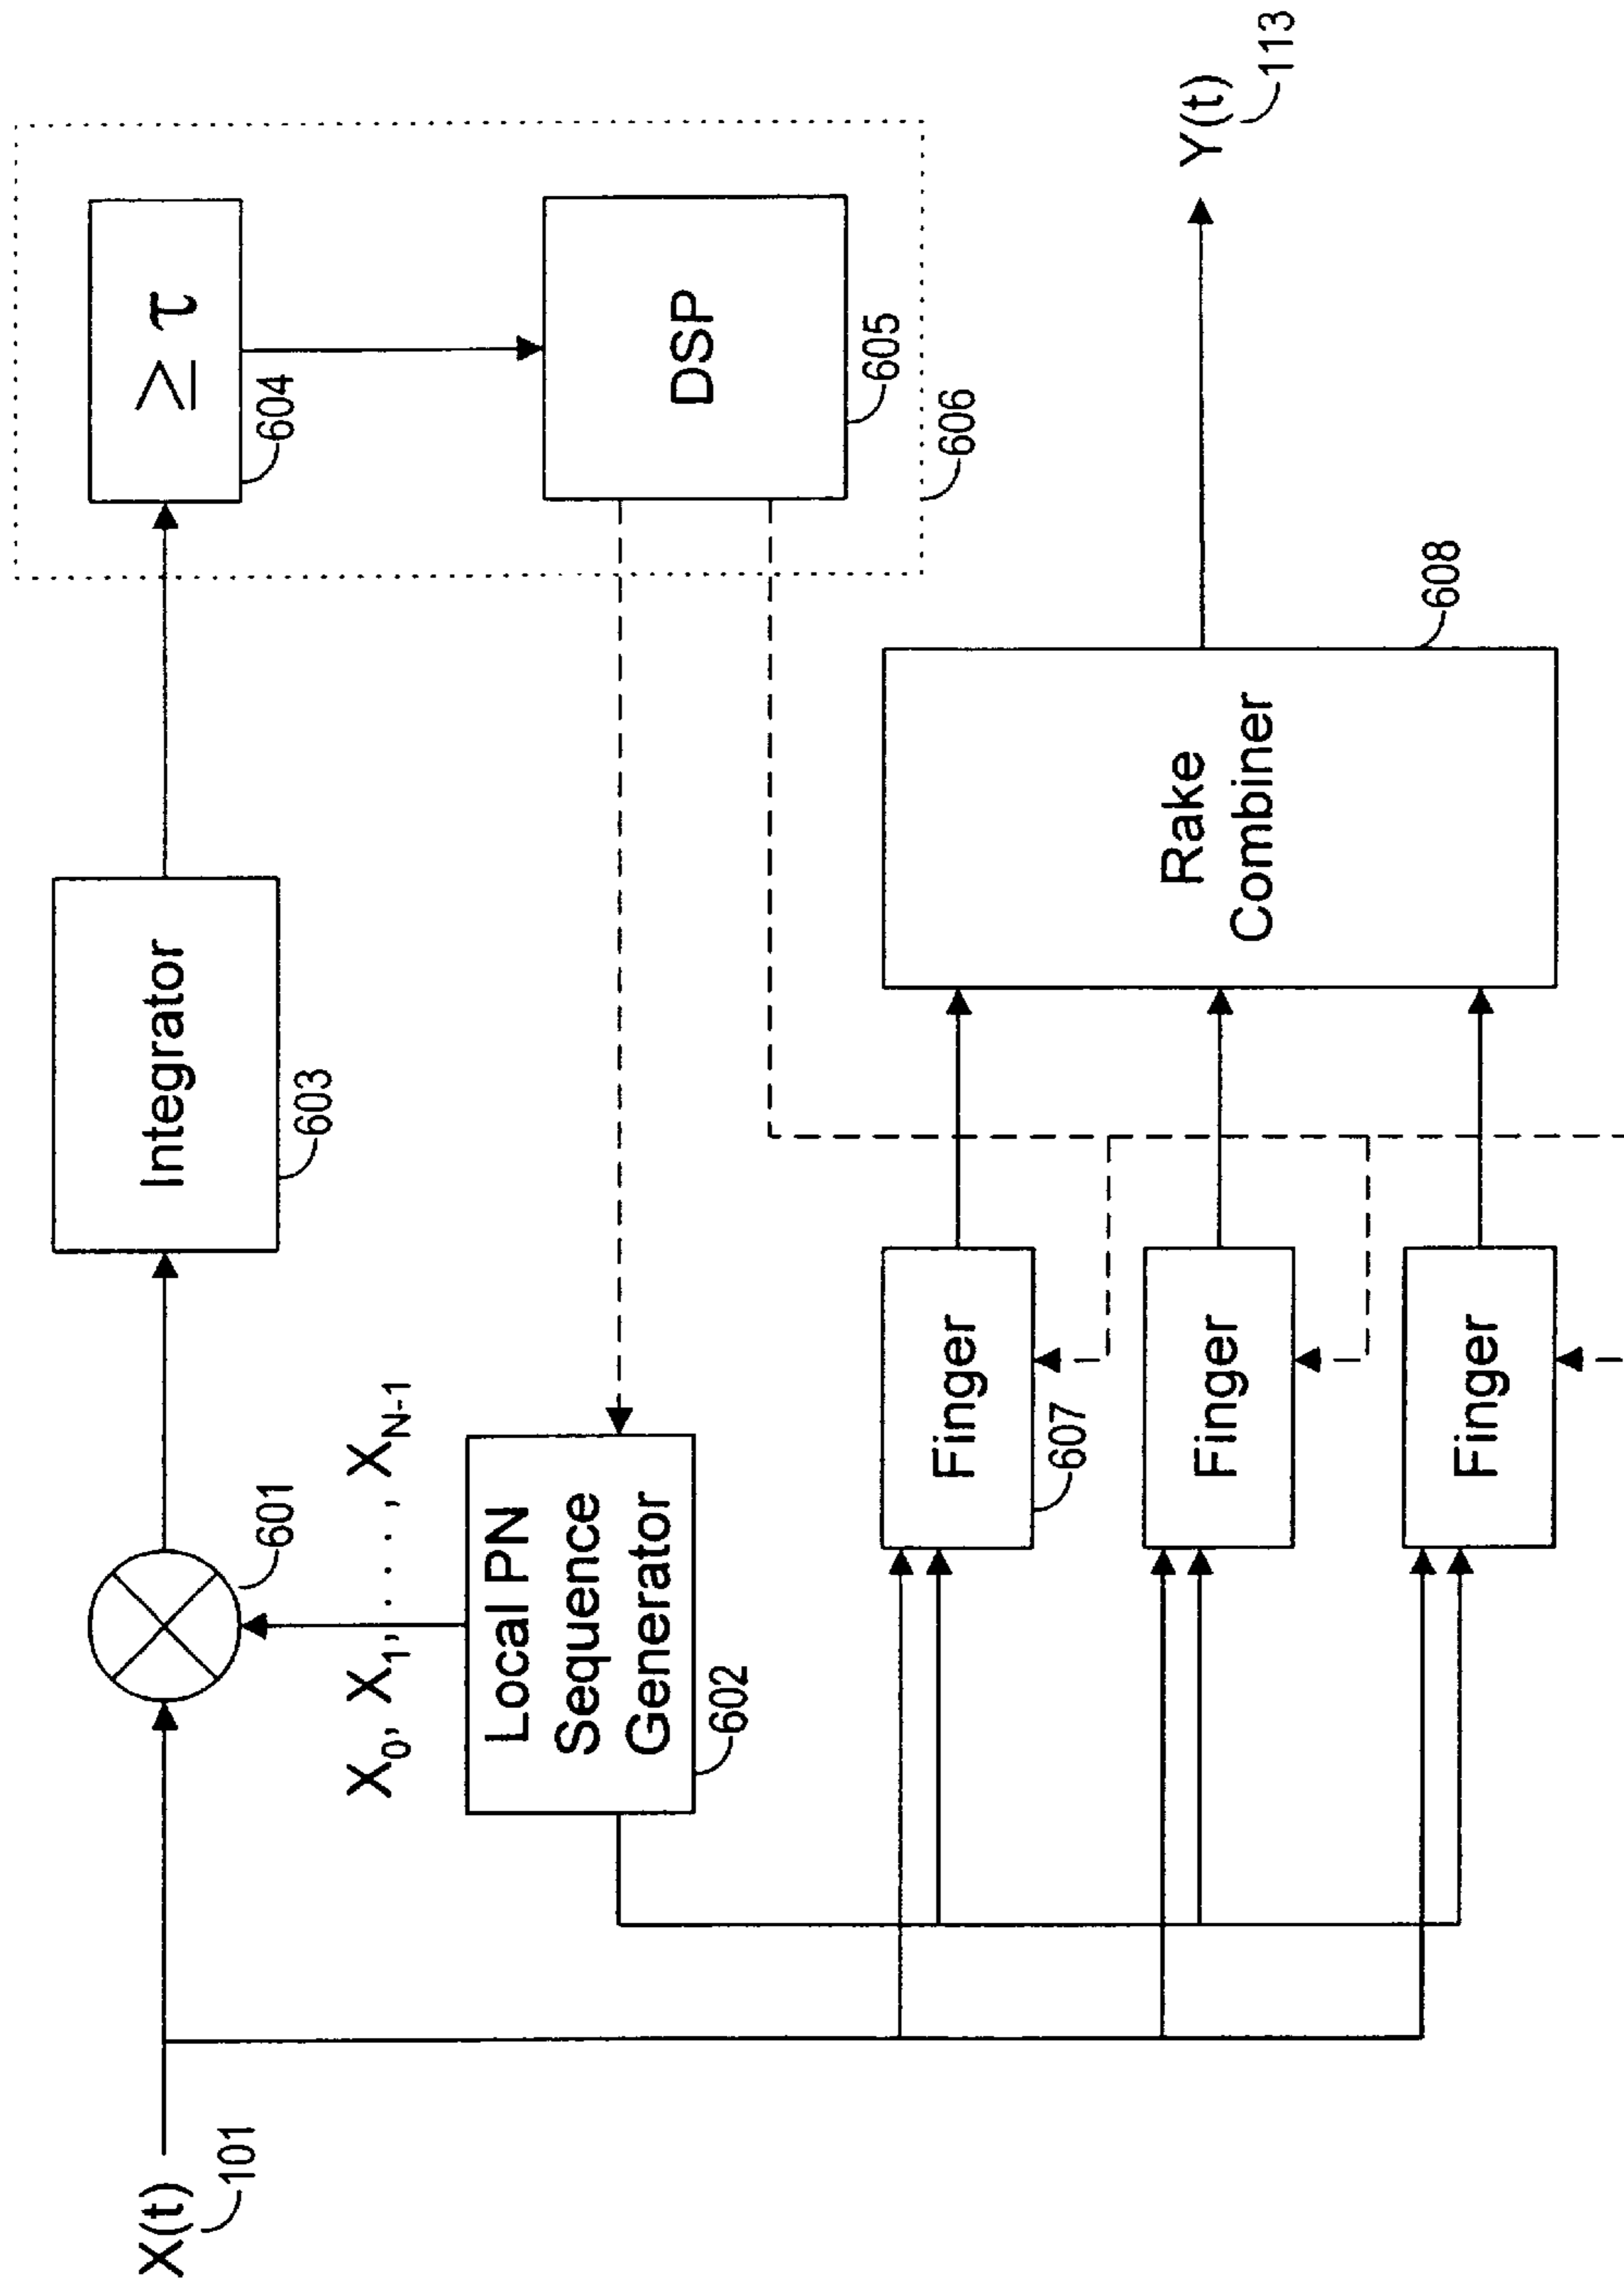 X(t)
101
601
Integrator
603
≥ τ
604
X0, X1, . . . , XN-1
Local PN
Sequence
Generator
602
DSP
605
606
Finger
607
Finger
Finger
Rake
Combiner
608
Y(t)
113